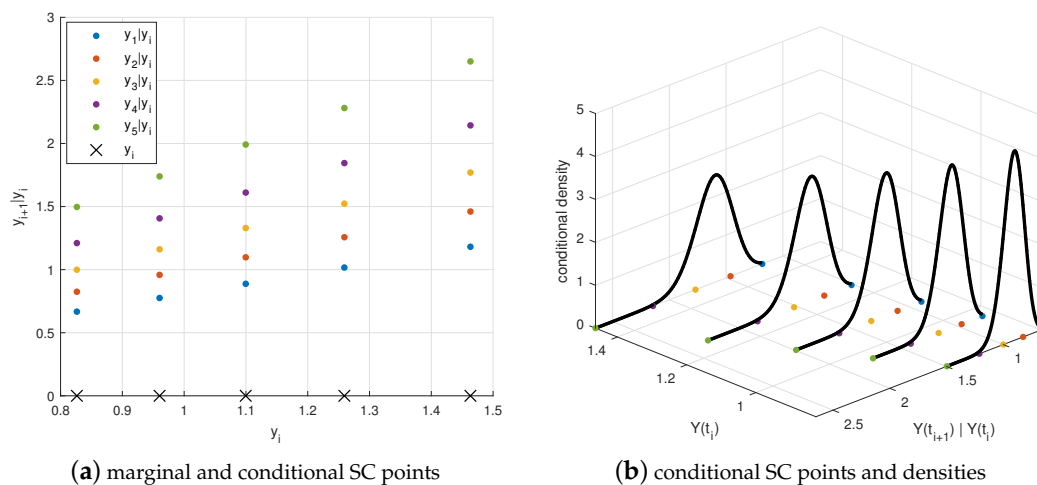 3
2.5
2
1.5
1
0.5
0
y₁|yᵢ
y₂|yᵢ
y₃|yᵢ
y₄|yᵢ
y₅|yᵢ
yᵢ
yᵢ₊₁|yᵢ
0.8 0.9 1 1.1 1.2 1.3 1.4 1.5
yᵢ
(a) marginal and conditional SC points
5
4
3
2
1
0
conditional density
1.4 1.2 1
Y(tᵢ)
2.5 2 1.5 1
Y(tᵢ₊₁) | Y(tᵢ)
(b) conditional SC points and densities